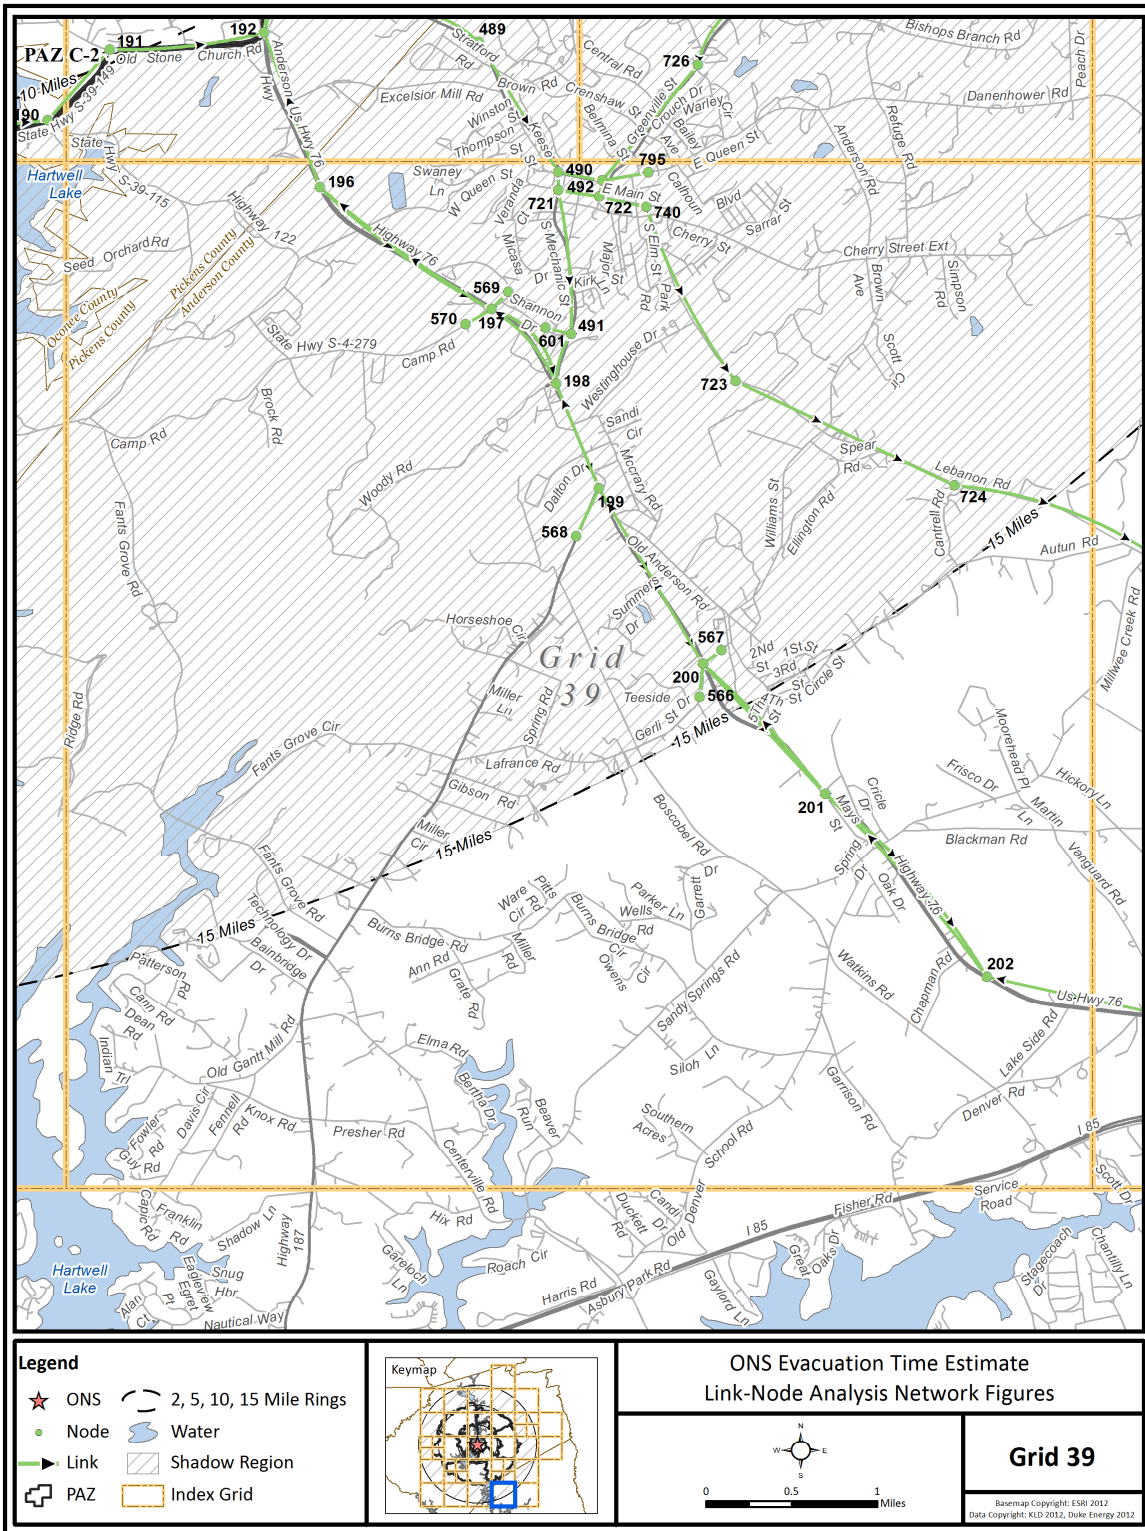 489
192
191
PAZ C-2
Old Stone Church Rd
10 Miles
S-39-149
190
State Hwy
State Hwy S-39-115
Hartwell Lake
Anderson Hwy
Us Hwy 76
Stratford Rd
Central Rd
726
Bishops Branch Rd
Peach Dr
Brown Rd
Crenshaw St
Excelsior Mill Rd
Winston St
Thompson St
Keese St
Belmina St
Greenville St
Crouch Dr
Warley Cir
Bailey Ave
E Queen St
Danenhower Rd
Refuge Rd
Anderson Rd
196
Highway 122
Swaney Ln
W Queen St
Veranda Ct
490
492
795
721
722
E Main St
740
Calhoun Blvd
Sarrar St
Cherry St
Cherry Street Ext
Seed Orchard Rd
Pickens County
Anderson County
Oconee County
Pickens County
Highway 76
Micasa Dr
S Mechanic St
Kirk St
Major Ln
S Elm St
Park Rd
Brown Ave
Simpson Rd
Scott Cir
569
570
197
Shannon Dr
601
491
198
State Hwy S-4-279
Camp Rd
Westinghouse Dr
723
Brock Rd
Camp Rd
Woody Rd
Sandi Cir
Mccrary Rd
Dalton Dr
199
568
Spear Rd
Lebanon Rd
724
Cantrell Rd
Williams St
Ellington Rd
15 Miles
Autun Rd
Fants Grove Rd
Old Anderson Rd
Summers Dr
Horseshoe Cir
Grid 39
567
200
566
2Nd St
1St St
3Rd St
4Th St
5Th St
Circle St
Millwee Creek Rd
Miller Ln
Spring Rd
Teeside Dr
Gerli St
15 Miles
Ridge Rd
Fants Grove Cir
Lafrance Rd
Gibson Rd
Miller Cir
15 Miles
Boscobel Rd
201
Mays St
Cricle Dr
Moorehead Pl
Frisco Dr
Hickory Ln
Martin Ln
Blackman Rd
Vanguard Rd
Spring Dr
Oak Dr
Highway 76
Fants Grove Rd
Technology Dr
Bainbridge Dr
15 Miles
Burns Bridge Rd
Ware Cir
Pitts Rd
Burns Bridge Cir
Parker Ln
Wells Rd
Garrett Dr
Ann Rd
Grate Rd
Miller Rd
Owens Cir
Sandy Springs Rd
Watkins Rd
Chapman Rd
202
Us Hwy 76
Patterson Rd
Cann Rd
Dean Rd
Indian Trl
Old Gantt Mill Rd
Elma Rd
Siloh Ln
Lake Side Rd
Denver Rd
Davis Cir
Fennell Rd
Knox Rd
Fowler Rd
Guy Rd
Presher Rd
Bertha Dr
Beaver Run
Centerville Rd
Southern Acres
Old Denver School Rd
Garrison Rd
I 85
Scott Dr
Service Road
Fisher Rd
Capic Rd
Franklin Rd
Shadow Ln
Highway 187
Hix Rd
Gareloch Ln
Roach Cir
Duckett Rd
Candi Dr
I 85
Great Oaks Dr
Harris Rd
Asbury Park Rd
Gaylord Ln
Stagecoach Dr
Chantilly Ln
Hartwell Lake
Snug Hbr
Eagleview
Egret Pt
Alan Ct
Nautical Way
Legend
ONS
2, 5, 10, 15 Mile Rings
Node
Water
Link
Shadow Region
PAZ
Index Grid
Keymap
ONS Evacuation Time Estimate
Link-Node Analysis Network Figures
N
W E
S
0 0.5 1
Miles
Grid 39
Basemap Copyright: ESRI 2012
Data Copyright: KLD 2012, Duke Energy 2012